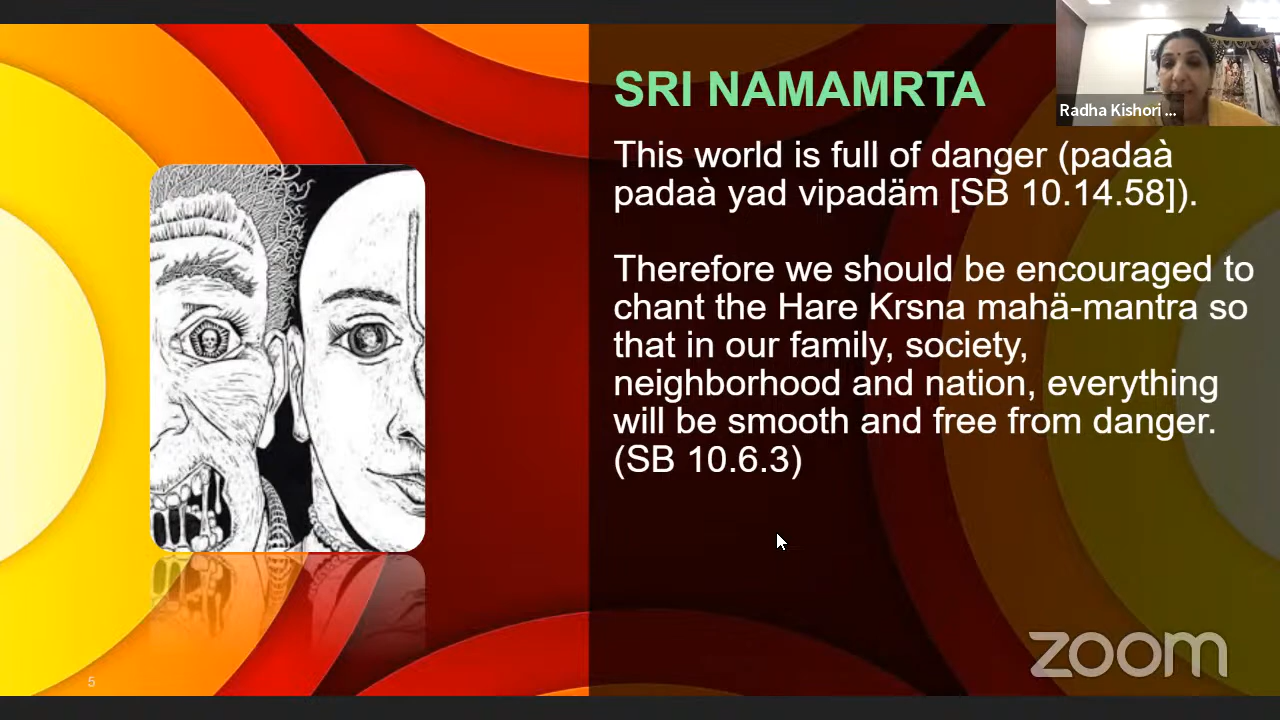 Radha Kishori ...
SRI NAMAMRTA
This world is full of danger (padaà
padaà yad vipadäm [SB 10.14.58]).
Therefore we should be encouraged to
chant the Hare Krsna mahä-mantra so
that in our family, society,
neighborhood and nation, everything
will be smooth and free from danger.
(SB 10.6.3)
zoom
5